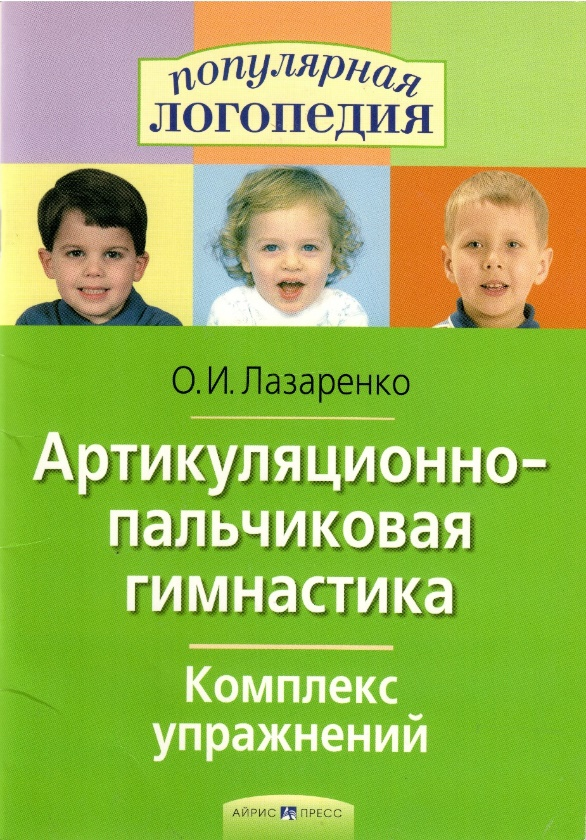 популярная
ЛОГОПЕДИЯ
О. И. Лазаренко
Артикуляционно-
пальчиковая
гимнастика
Комплекс
упражнений
АЙРИС ПРЕСС